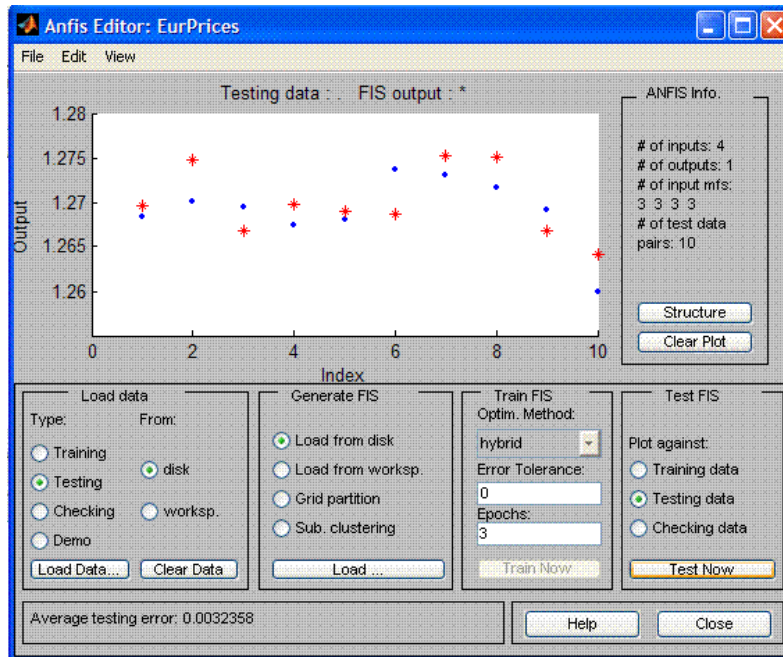 Anfis Editor: EurPrices
File Edit View
Testing data : . FIS output : *
1.28
1.275
1.27
1.265
1.26
Output
0 2 4 6 8 10
Index
ANFIS Info.
# of inputs: 4
# of outputs: 1
# of input mfs:
3 3 3 3
# of test data
pairs: 10
Structure
Clear Plot
Load data
Type: From:
Training
Testing
Checking
Demo
disk
worksp.
Load Data... Clear Data
Generate FIS
Load from disk
Load from worksp.
Grid partition
Sub. clustering
Load ...
Train FIS
Optim. Method:
hybrid
Error Tolerance:
0
Epochs:
3
Train Now
Test FIS
Plot against:
Training data
Testing data
Checking data
Test Now
Average testing error: 0.0032358
Help Close